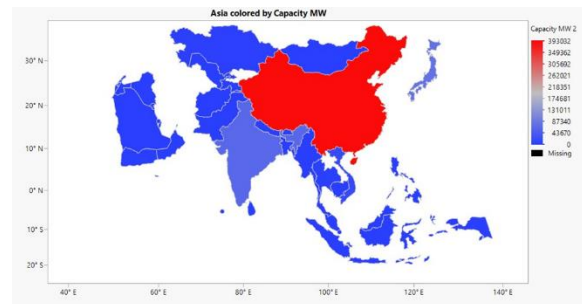 Asia colored by Capacity MW
Capacity MW 2
393032
349362
305692
262021
218351
174681
131011
87340
43670
0
Missing
30° N
20° N
10° N
0° N
10° S
20° S
40° E
60° E
80° E
100° E
120° E
140° E